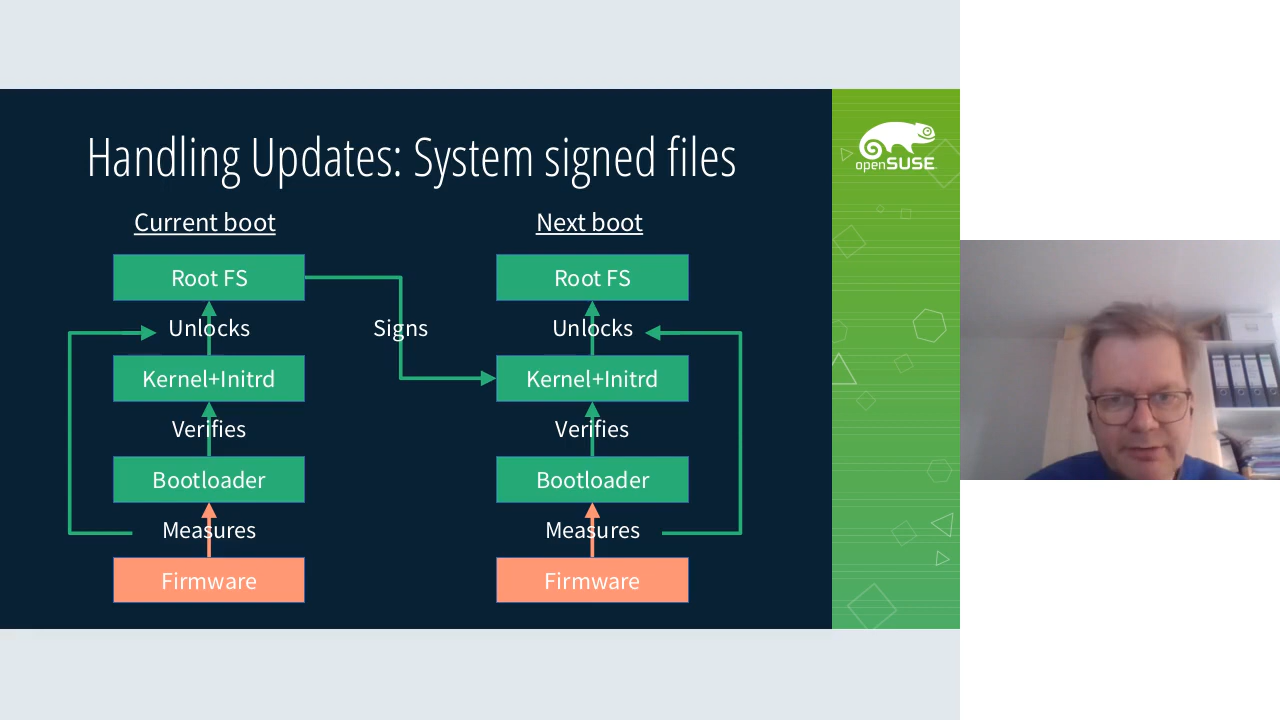 Handling Updates: System signed files
openSUSE
Current boot
Next boot
Root FS
Root FS
Unlocks
Signs
Unlocks
Kernel+Initrd
Kernel+Initrd
Verifies
Verifies
Bootloader
Bootloader
Measures
Measures
Firmware
Firmware